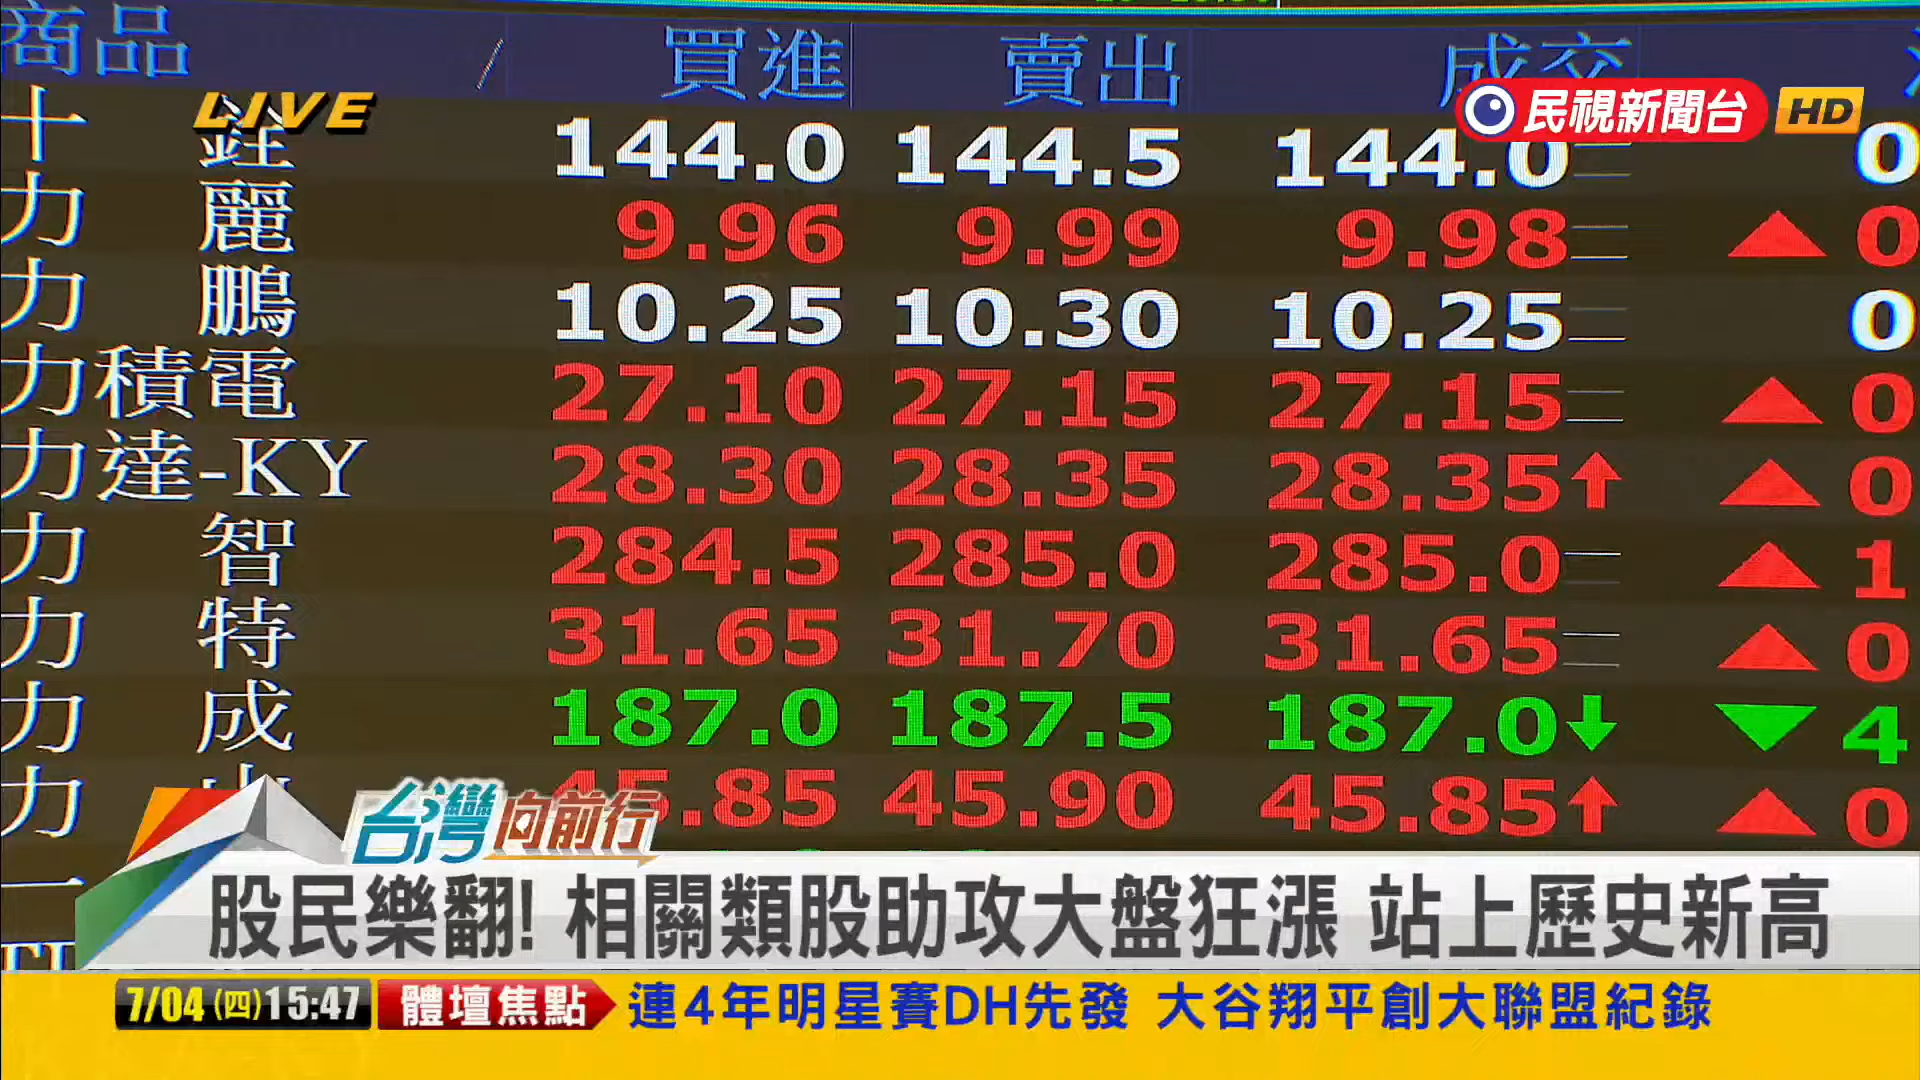 商品 / 買進 賣出 成交
LIVE
民視新聞台 HD
十銓 144.0 144.5 144.0 0
力麗 9.96 9.99 9.98 ▲ 0
力鵬 10.25 10.30 10.25 0
力積電 27.10 27.15 27.15 ▲ 0
力達-KY 28.30 28.35 28.35↑ ▲ 0
力智 284.5 285.0 285.0 ▲ 1
力特 31.65 31.70 31.65 ▲ 0
力成 187.0 187.5 187.0↓ ▼ 4
力 45.85 45.90 45.85↑ ▲ 0
台灣向前行
股民樂翻! 相關類股助攻大盤狂漲 站上歷史新高
7/04(四)15:47 體壇焦點 連4年明星賽DH先發 大谷翔平創大聯盟紀錄